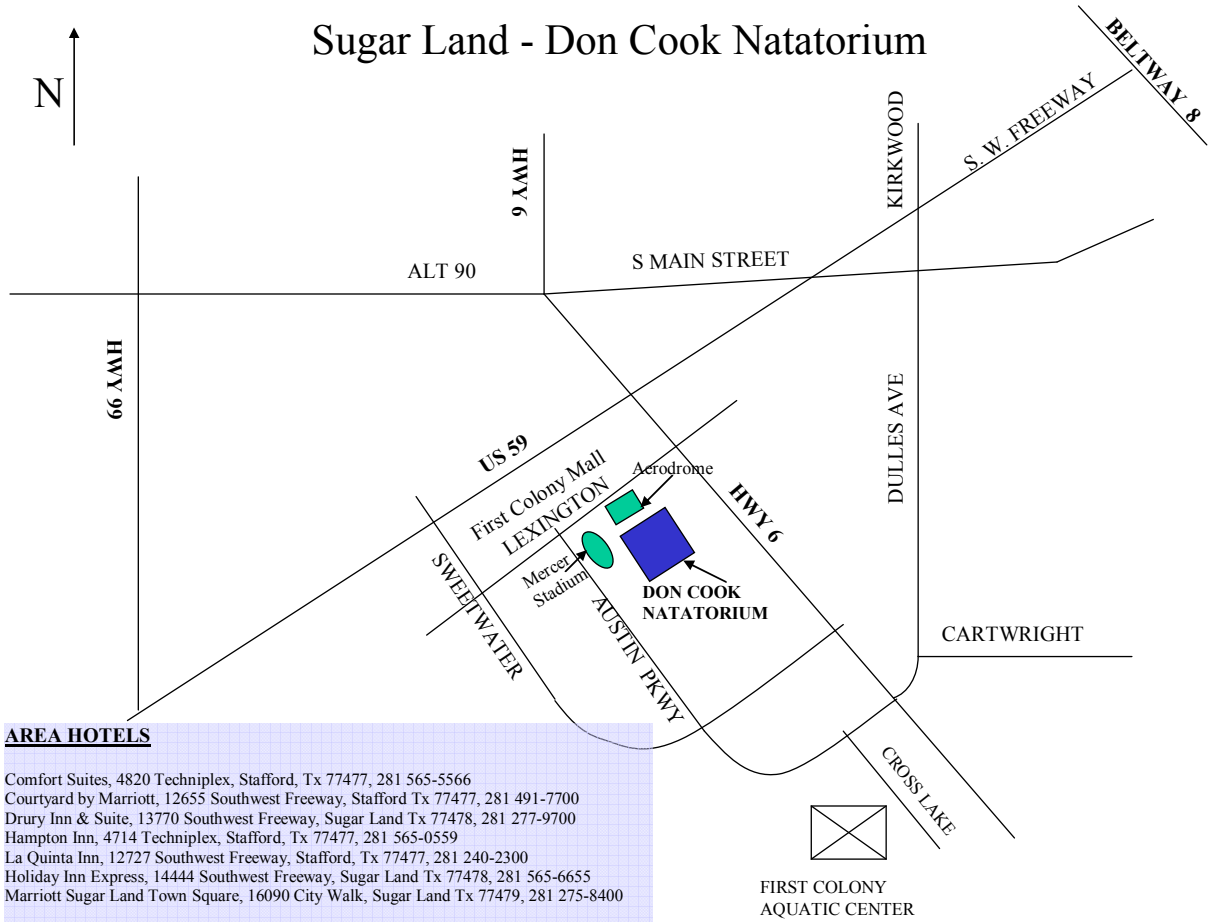 Sugar Land - Don Cook Natatorium
N
BELTWAY 8
S. W. FREEWAY
KIRKWOOD
HWY 6
S MAIN STREET
ALT 90
HWY 99
DULLES AVE
US 59
First Colony Mall
LEXINGTON
Aerodrome
HWY 6
Mercer
Stadium
SWEETWATER
DON COOK
NATATORIUM
AUSTIN PKWY
CARTWRIGHT
CROSS LAKE
FIRST COLONY
AQUATIC CENTER
AREA HOTELS
Comfort Suites, 4820 Techniplex, Stafford, Tx 77477, 281 565-5566
Courtyard by Marriott, 12655 Southwest Freeway, Stafford Tx 77477, 281 491-7700
Drury Inn & Suite, 13770 Southwest Freeway, Sugar Land Tx 77478, 281 277-9700
Hampton Inn, 4714 Techniplex, Stafford, Tx 77477, 281 565-0559
La Quinta Inn, 12727 Southwest Freeway, Stafford, Tx 77477, 281 240-2300
Holiday Inn Express, 14444 Southwest Freeway, Sugar Land Tx 77478, 281 565-6655
Marriott Sugar Land Town Square, 16090 City Walk, Sugar Land Tx 77479, 281 275-8400